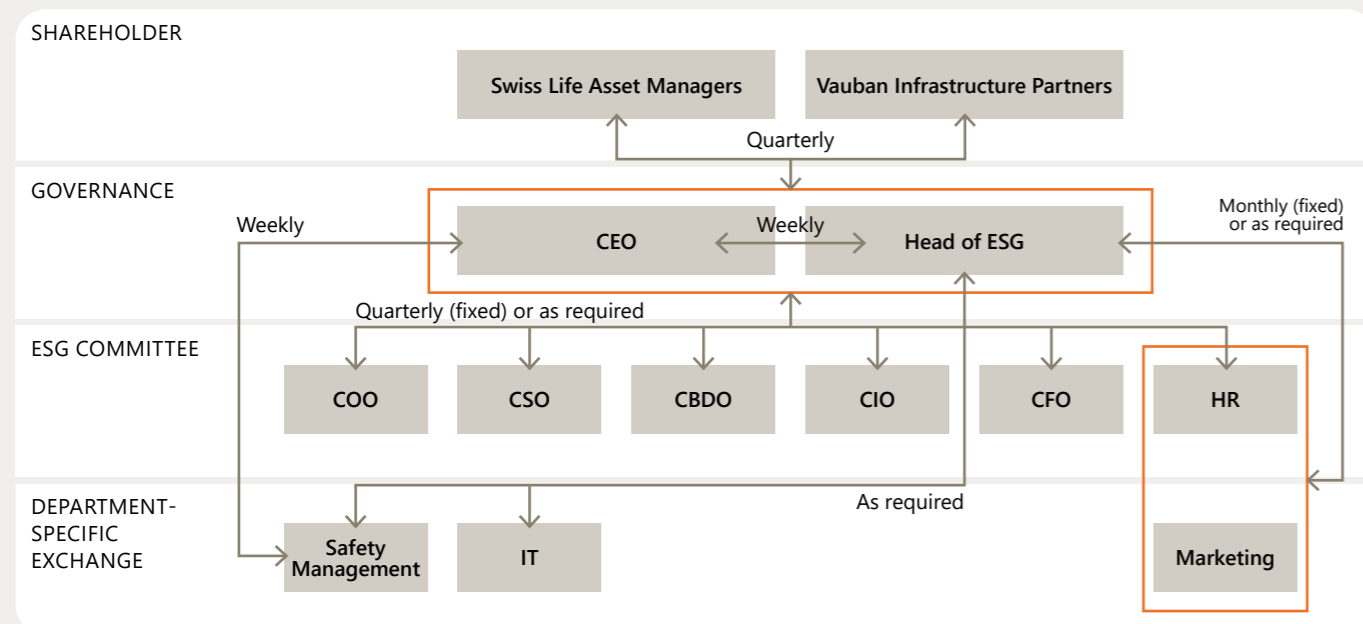 SHAREHOLDER
Swiss Life Asset Managers
Vauban Infrastructure Partners
Quarterly
GOVERNANCE
Weekly
CEO
Weekly
Head of ESG
Monthly (fixed)
or as required
Quarterly (fixed) or as required
ESG COMMITTEE
COO
CSO
CBDO
CIO
CFO
HR
DEPARTMENT-
SPECIFIC
EXCHANGE
As required
Safety
Management
IT
Marketing